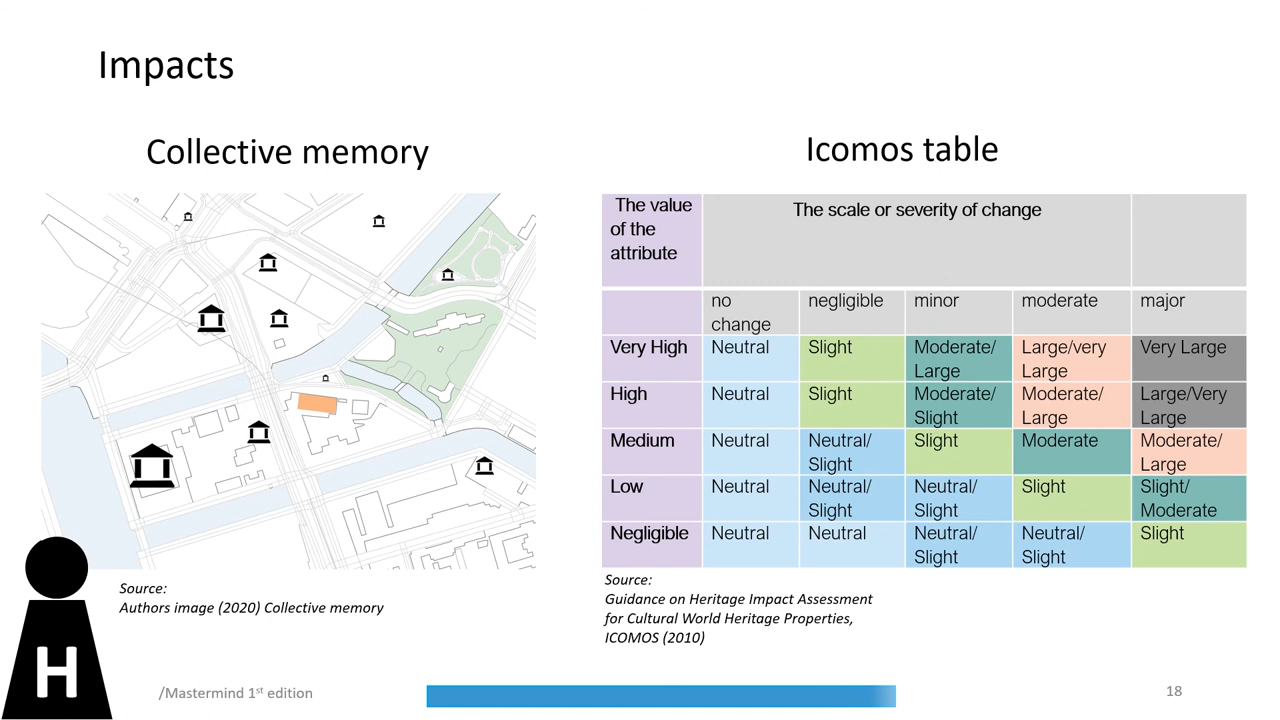 Impacts
Collective memory
Icomos table
The value
of the
attribute
The scale or severity of change
no
change
negligible
minor
moderate
major
Very High
Neutral
Slight
Moderate/
Large
Large/very
Large
Very Large
High
Neutral
Slight
Moderate/
Slight
Moderate/
Large
Large/Very
Large
Medium
Neutral
Neutral/
Slight
Slight
Moderate
Moderate/
Large
Low
Neutral
Neutral/
Slight
Neutral/
Slight
Slight
Slight/
Moderate
Negligible
Neutral
Neutral
Neutral/
Slight
Neutral/
Slight
Slight
Source:
Authors image (2020) Collective memory
Source:
Guidance on Heritage Impact Assessment
for Cultural World Heritage Properties,
ICOMOS (2010)
H
/Mastermind 1st edition
18